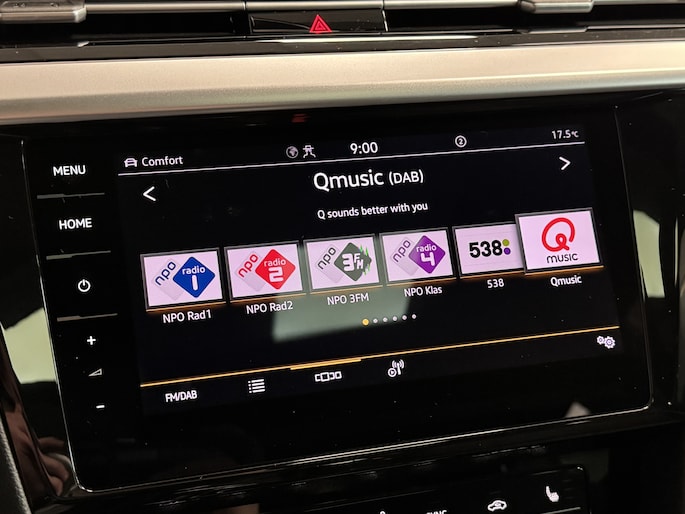 MENU
HOME
Comfort
9:00
2
17.5°C
Qmusic (DAB)
Q sounds better with you
npo radio 1
npo radio 2
npo 3FM
npo radio 4
538
Q music
NPO Rad1
NPO Rad2
NPO 3FM
NPO Klas
538
Qmusic
FM/DAB
SYNC